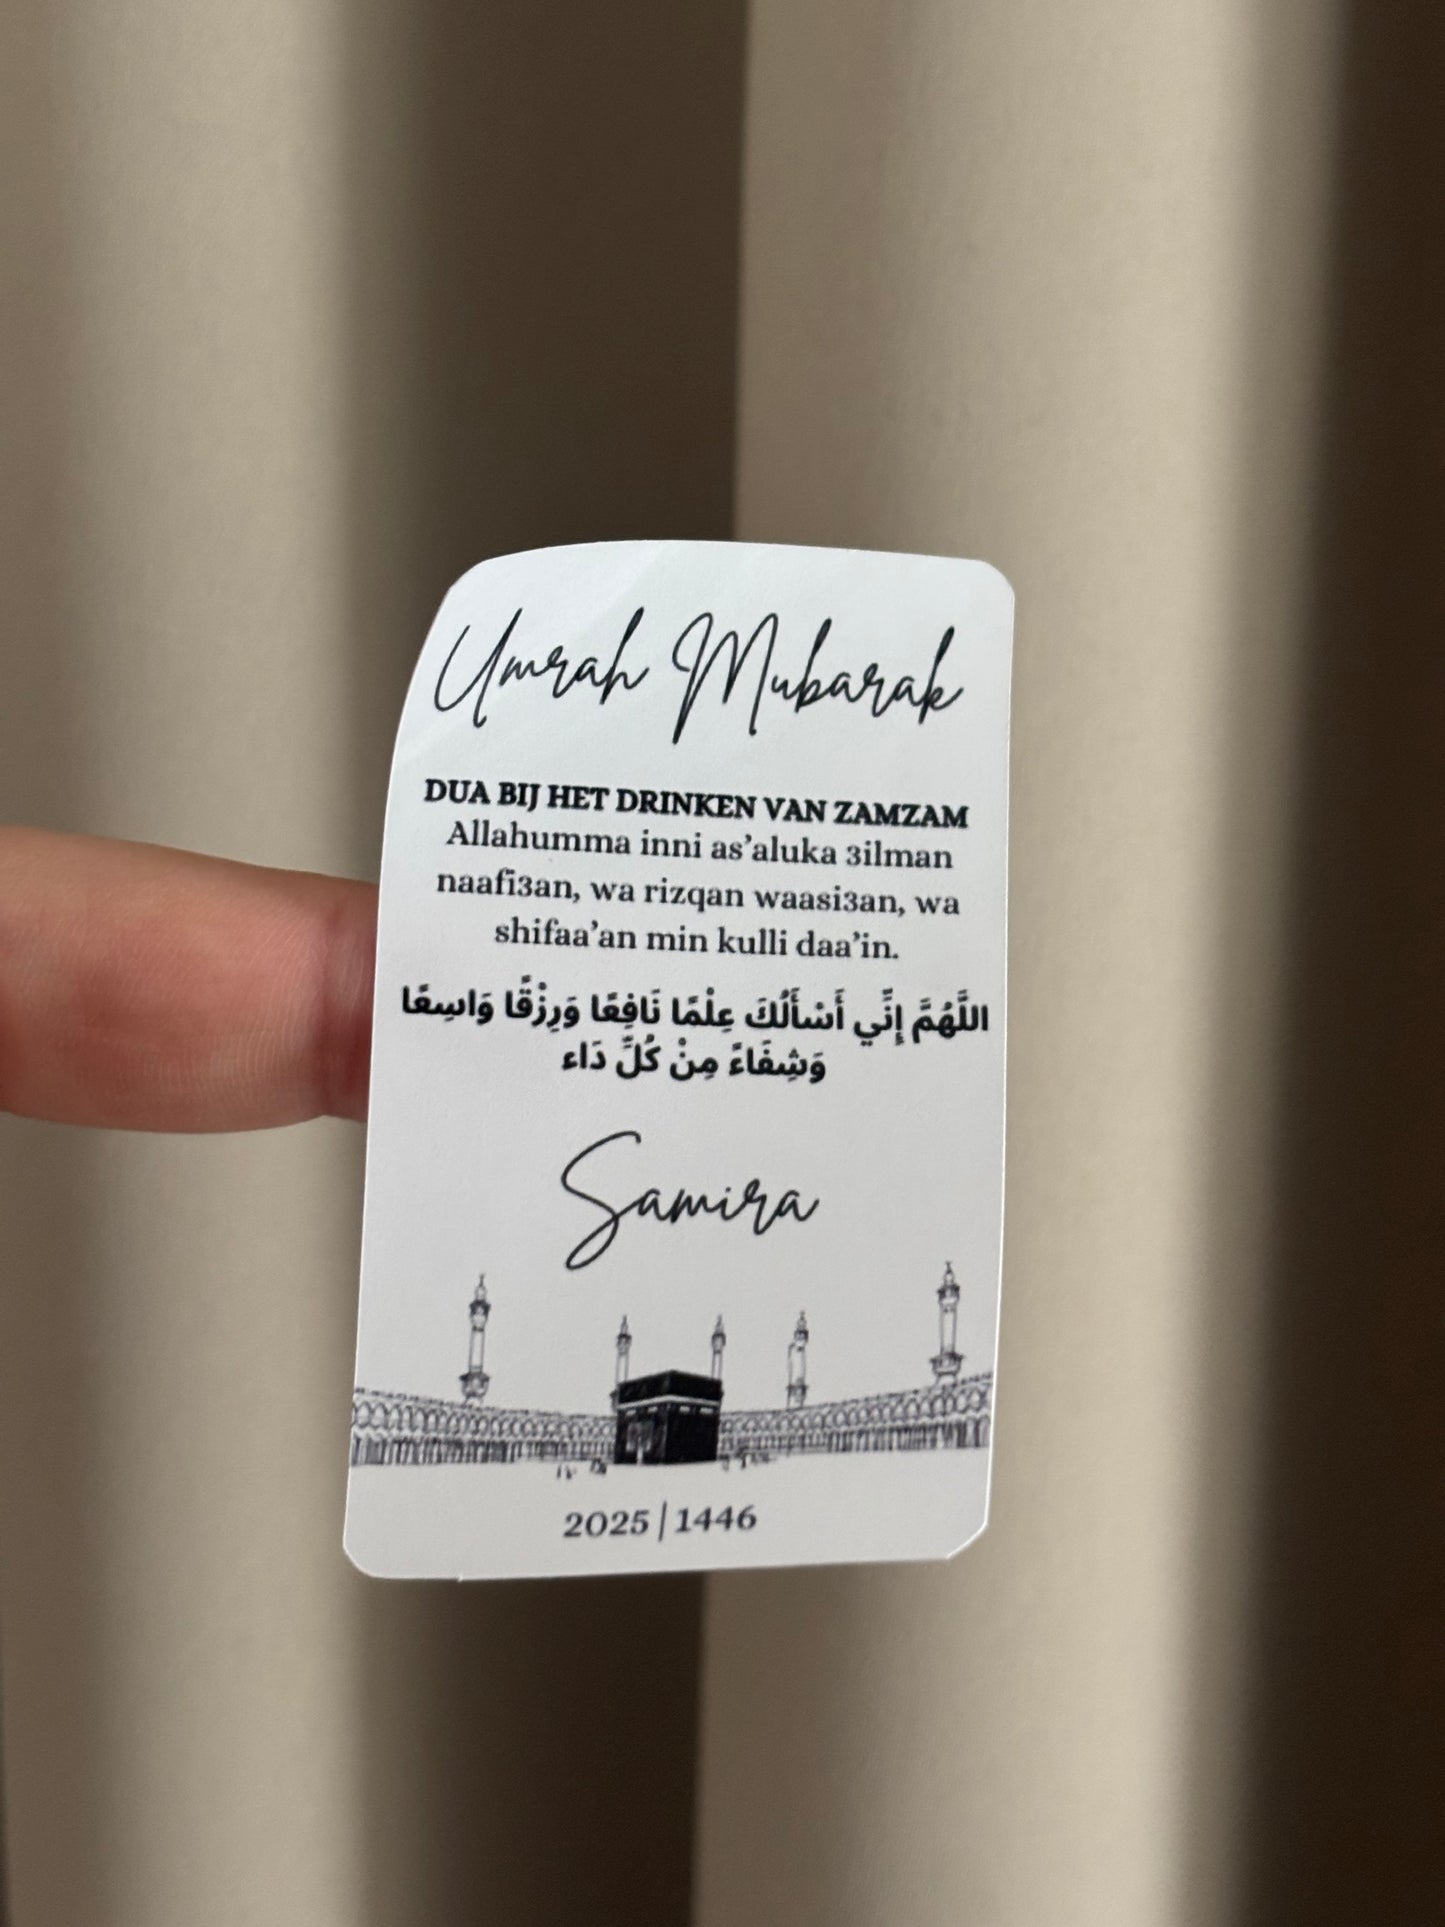 Umrah Mubarak
DUA BIJ HET DRINKEN VAN ZAMZAM
Allahumma inni as’aluka 3ilman
naafi3an, wa rizqan waasi3an, wa
shifaa’an min kulli daa’in.
اللَّهُمَّ إِنِّي أَسْأَلُكَ عِلْمًا نَافِعًا وَرِزْقًا وَاسِعًا
وَشِفَاءً مِنْ كُلِّ دَاء
Samira
2025 | 1446